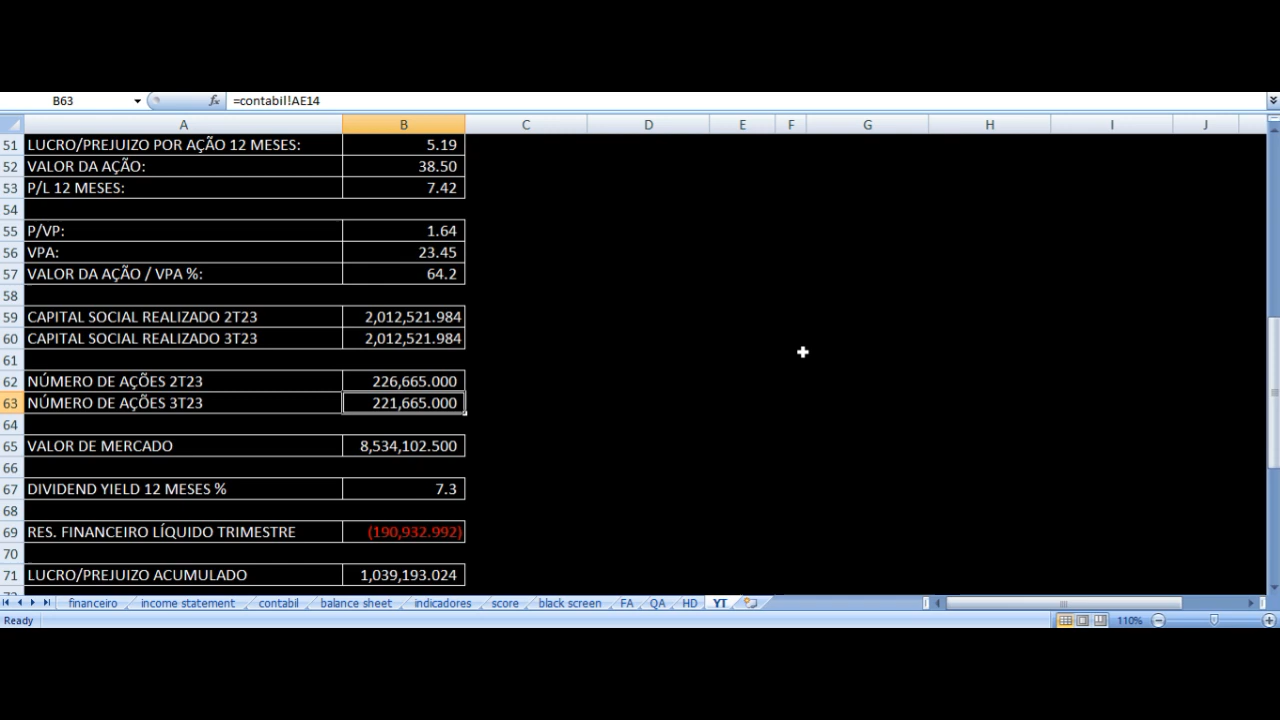 B63 fx =contabil!AE14
A B C D E F G H I J
51 LUCRO/PREJUIZO POR AÇÃO 12 MESES: 5.19
52 VALOR DA AÇÃO: 38.50
53 P/L 12 MESES: 7.42
54
55 P/VP: 1.64
56 VPA: 23.45
57 VALOR DA AÇÃO / VPA %: 64.2
58
59 CAPITAL SOCIAL REALIZADO 2T23 2,012,521.984
60 CAPITAL SOCIAL REALIZADO 3T23 2,012,521.984
61
62 NÚMERO DE AÇÕES 2T23 226,665.000
63 NÚMERO DE AÇÕES 3T23 221,665.000
64
65 VALOR DE MERCADO 8,534,102.500
66
67 DIVIDEND YIELD 12 MESES % 7.3
68
69 RES. FINANCEIRO LÍQUIDO TRIMESTRE (190,932.992)
70
71 LUCRO/PREJUIZO ACUMULADO 1,039,193.024
financeiro income statement contabil balance sheet indicadores score black screen FA QA HD YT
Ready 110%